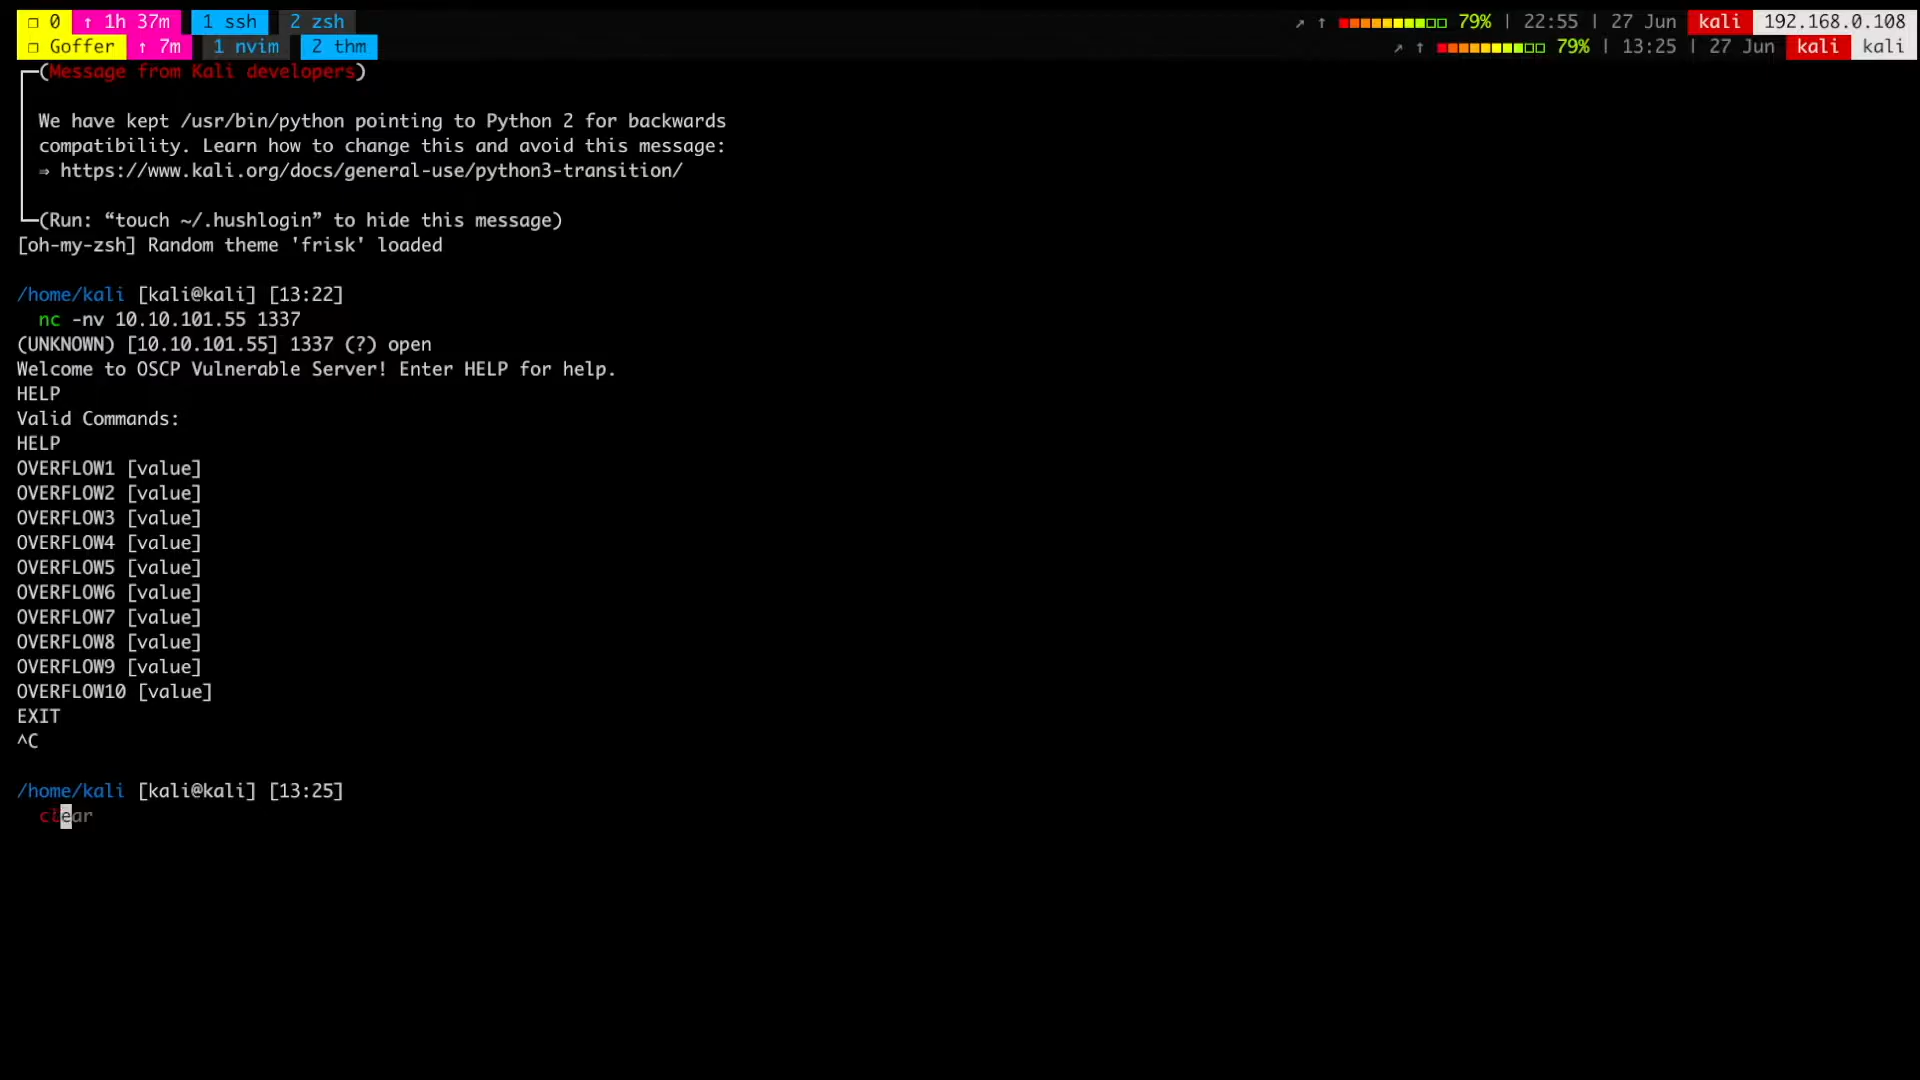 ❐ 0 ↑ 1h 37m 1 ssh 2 zsh ↗ ↑ 79% | 22:55 | 27 Jun kali 192.168.0.108
❐ Goffer ↑ 7m 1 nvim 2 thm ↗ ↑ 79% | 13:25 | 27 Jun kali kali
(Message from Kali developers)
We have kept /usr/bin/python pointing to Python 2 for backwards
compatibility. Learn how to change this and avoid this message:
⇒ https://www.kali.org/docs/general-use/python3-transition/
(Run: “touch ~/.hushlogin” to hide this message)
[oh-my-zsh] Random theme 'frisk' loaded
/home/kali [kali@kali] [13:22]
nc -nv 10.10.101.55 1337
(UNKNOWN) [10.10.101.55] 1337 (?) open
Welcome to OSCP Vulnerable Server! Enter HELP for help.
HELP
Valid Commands:
HELP
OVERFLOW1 [value]
OVERFLOW2 [value]
OVERFLOW3 [value]
OVERFLOW4 [value]
OVERFLOW5 [value]
OVERFLOW6 [value]
OVERFLOW7 [value]
OVERFLOW8 [value]
OVERFLOW9 [value]
OVERFLOW10 [value]
EXIT
^C
/home/kali [kali@kali] [13:25]
clear